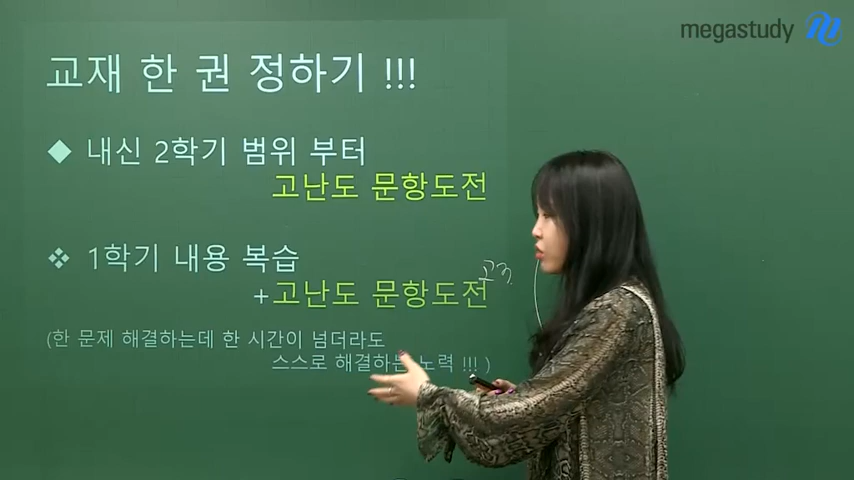 megastudy
교재 한 권 정하기 !!!
◆ 내신 2학기 범위 부터
고난도 문항도전
❖ 1학기 내용 복습
+고난도 문항도전
고3
(한 문제 해결하는데 한 시간이 넘더라도
스스로 해결하는 노력 !!! )